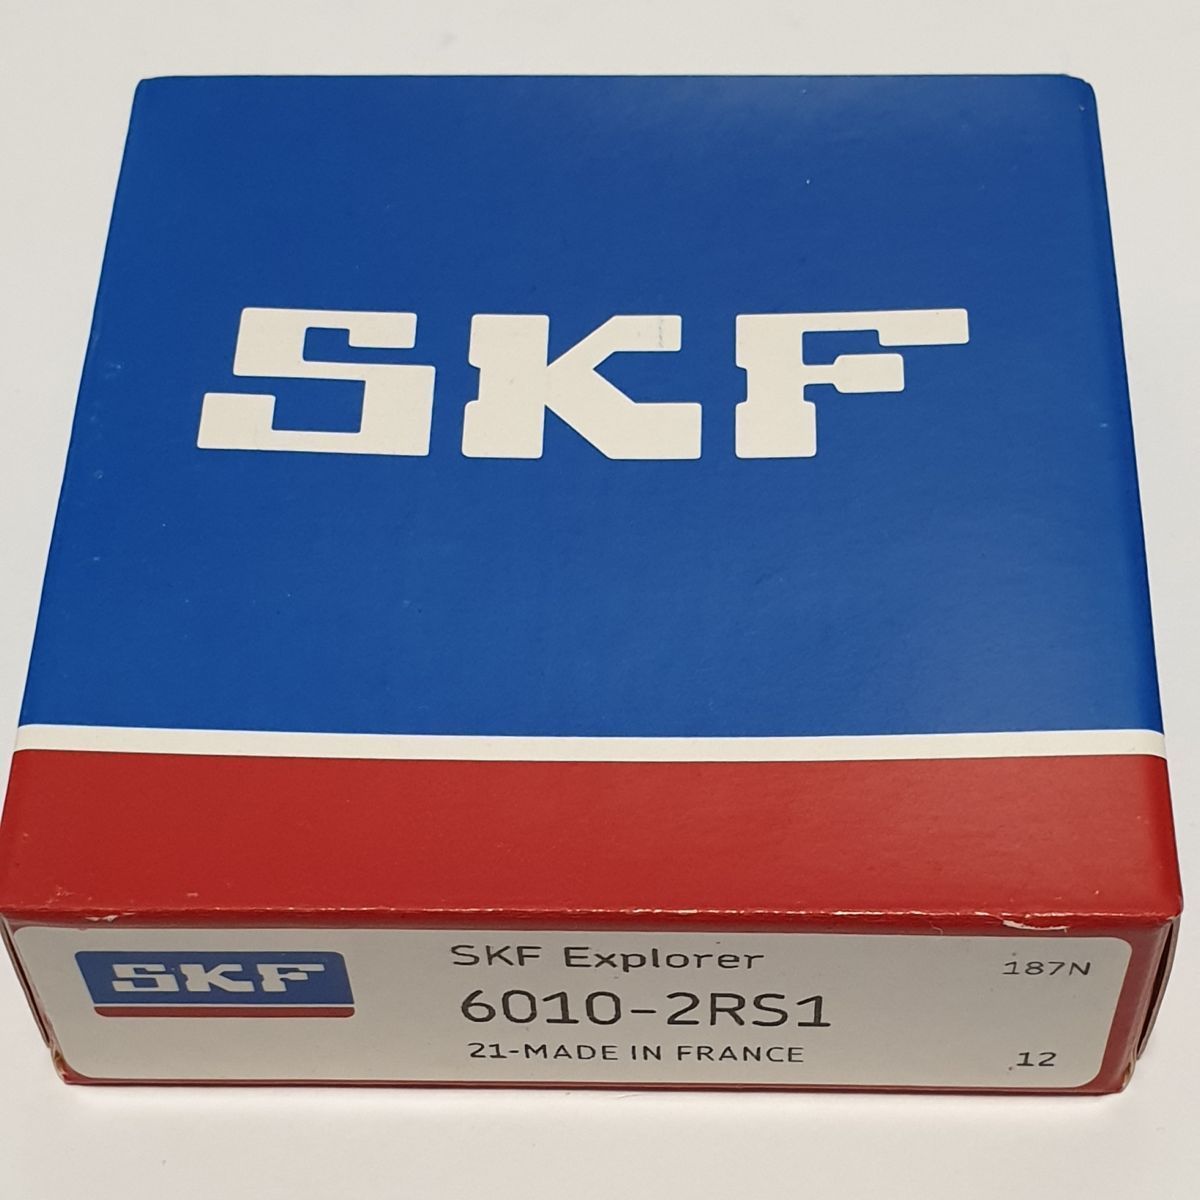 SKF
SKF
SKF Explorer
187N
6010-2RS1
21-MADE IN FRANCE
12